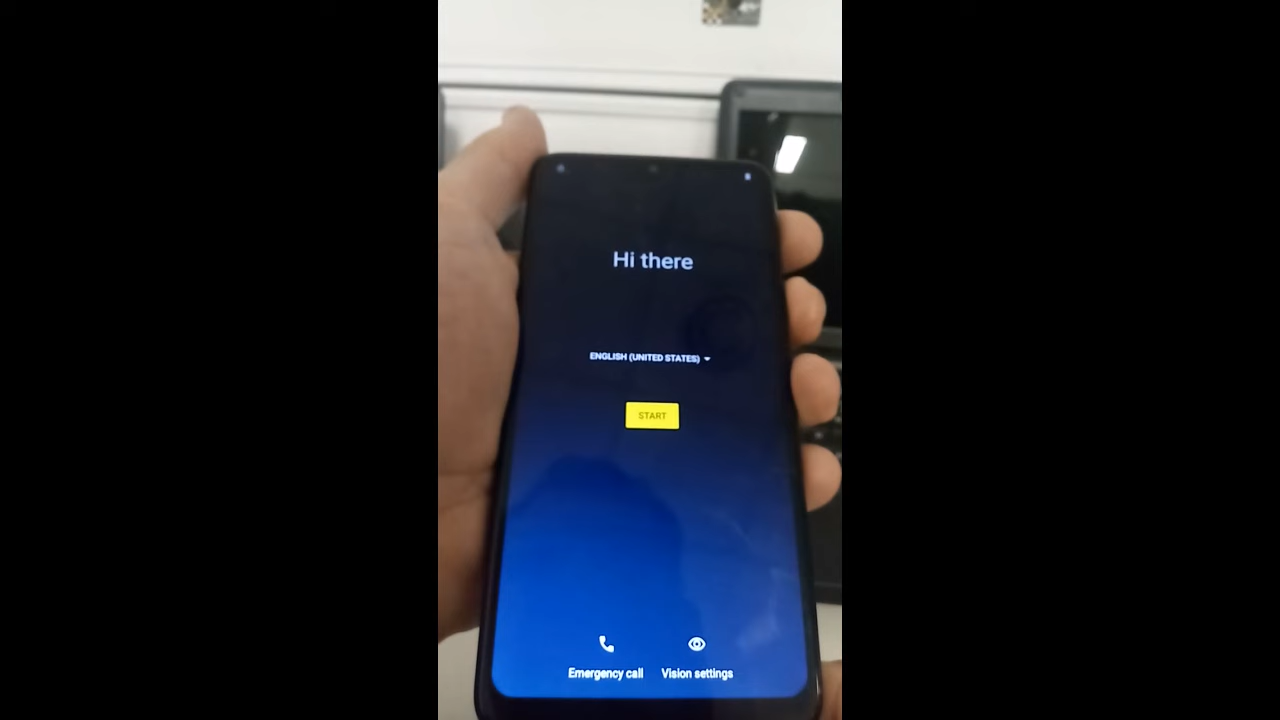 Hi there
ENGLISH (UNITED STATES)
START
Emergency call
Vision settings